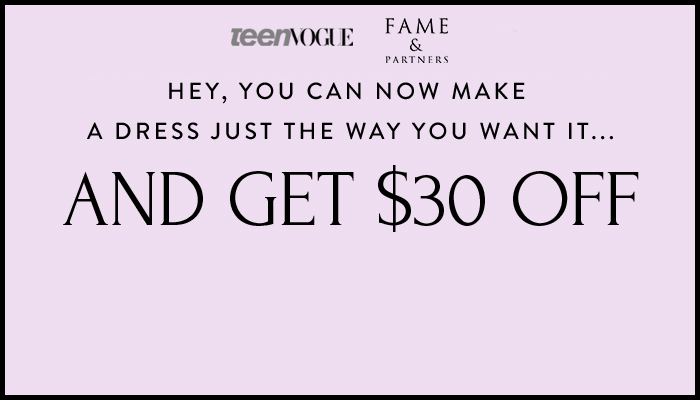 teenVOGUE
FAME
&
PARTNERS
HEY, YOU CAN NOW MAKE
A DRESS JUST THE WAY YOU WANT IT...
AND GET $30 OFF